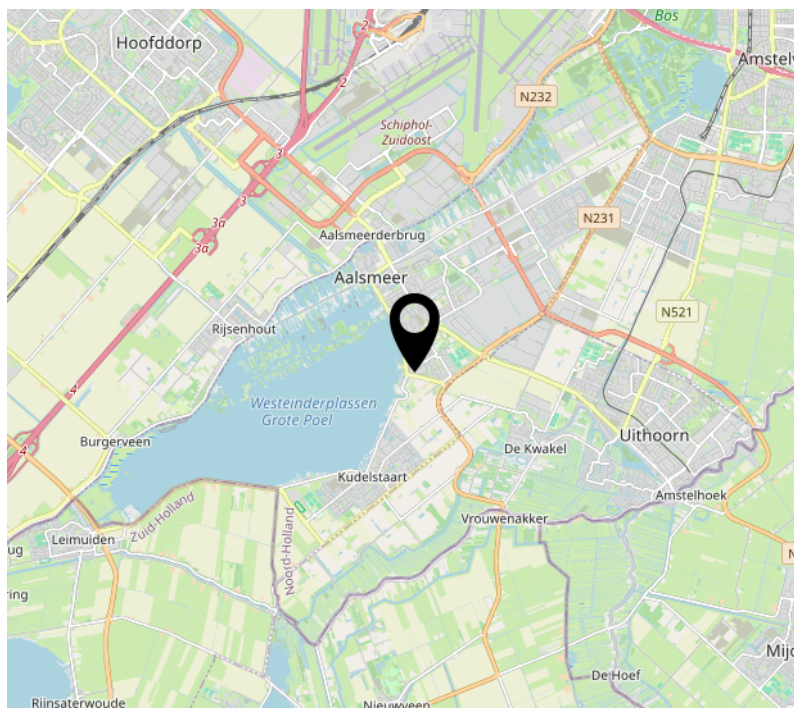 Bos
Hoofddorp
2
Amstelv
2
N232
Schiphol-
Zuidoost
3
3
3a
N231
3a
Aalsmeerderbrug
Aalsmeer
N521
Rijsenhout
4
Westeinderplassen
Grote Poel
Burgerveen
Uithoorn
4
De Kwakel
Kudelstaart
Amstelhoek
Zuid-Holland
Vrouwenakker
Leimuiden
Noord-Holland
ug
N
ring
Mijd
De Hoef
Rijnsaterwoude
Nieuwveen